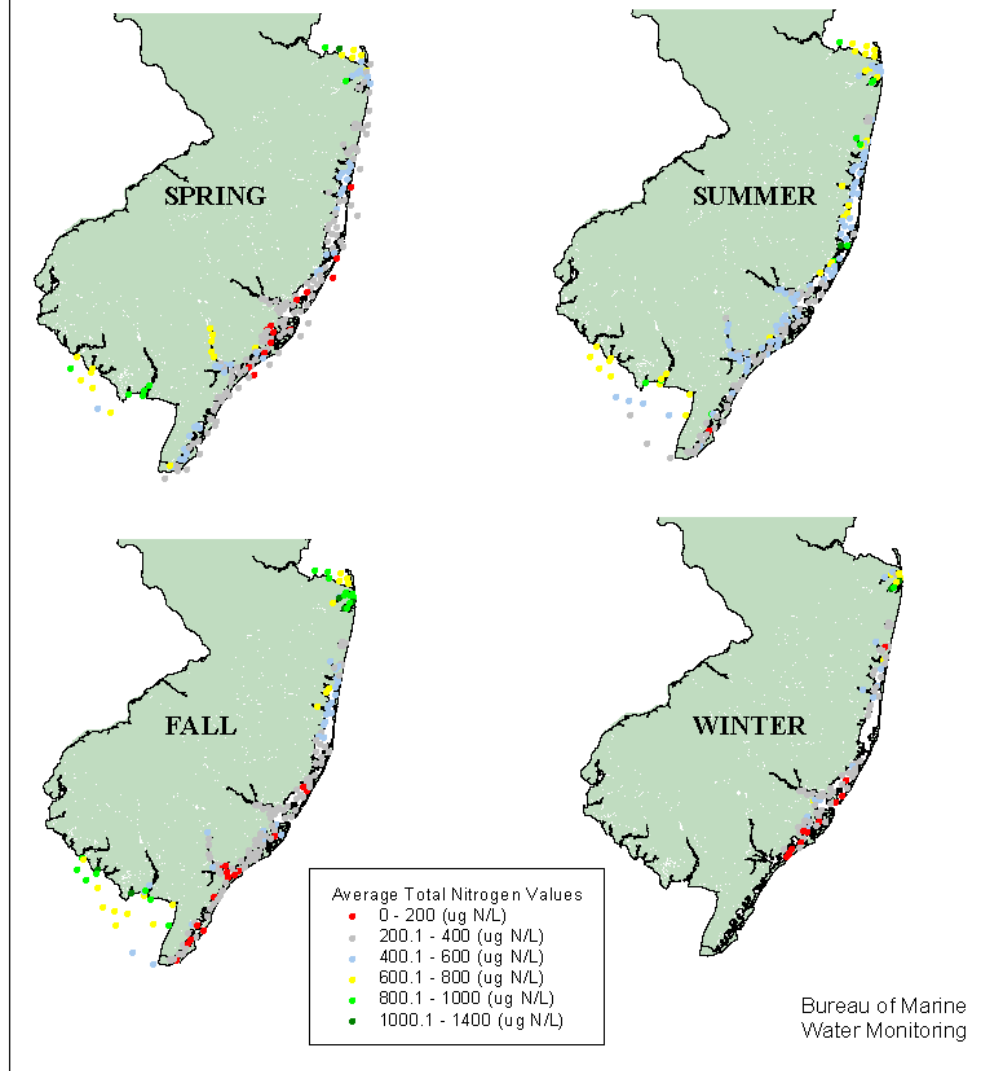 SPRING
SUMMER
FALL
WINTER
Average Total Nitrogen Values
0 - 200 (ug N/L)
200.1 - 400 (ug N/L)
400.1 - 600 (ug N/L)
600.1 - 800 (ug N/L)
800.1 - 1000 (ug N/L)
1000.1 - 1400 (ug N/L)
Bureau of Marine
Water Monitoring